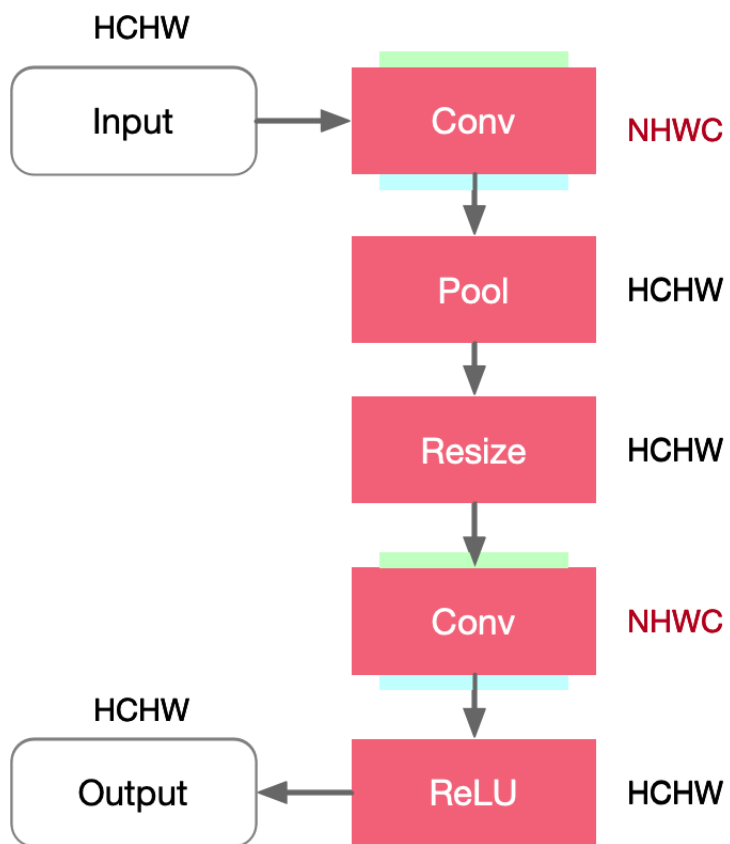 HCHW
Input
Conv
NHWC
Pool
HCHW
Resize
HCHW
Conv
NHWC
HCHW
Output
ReLU
HCHW